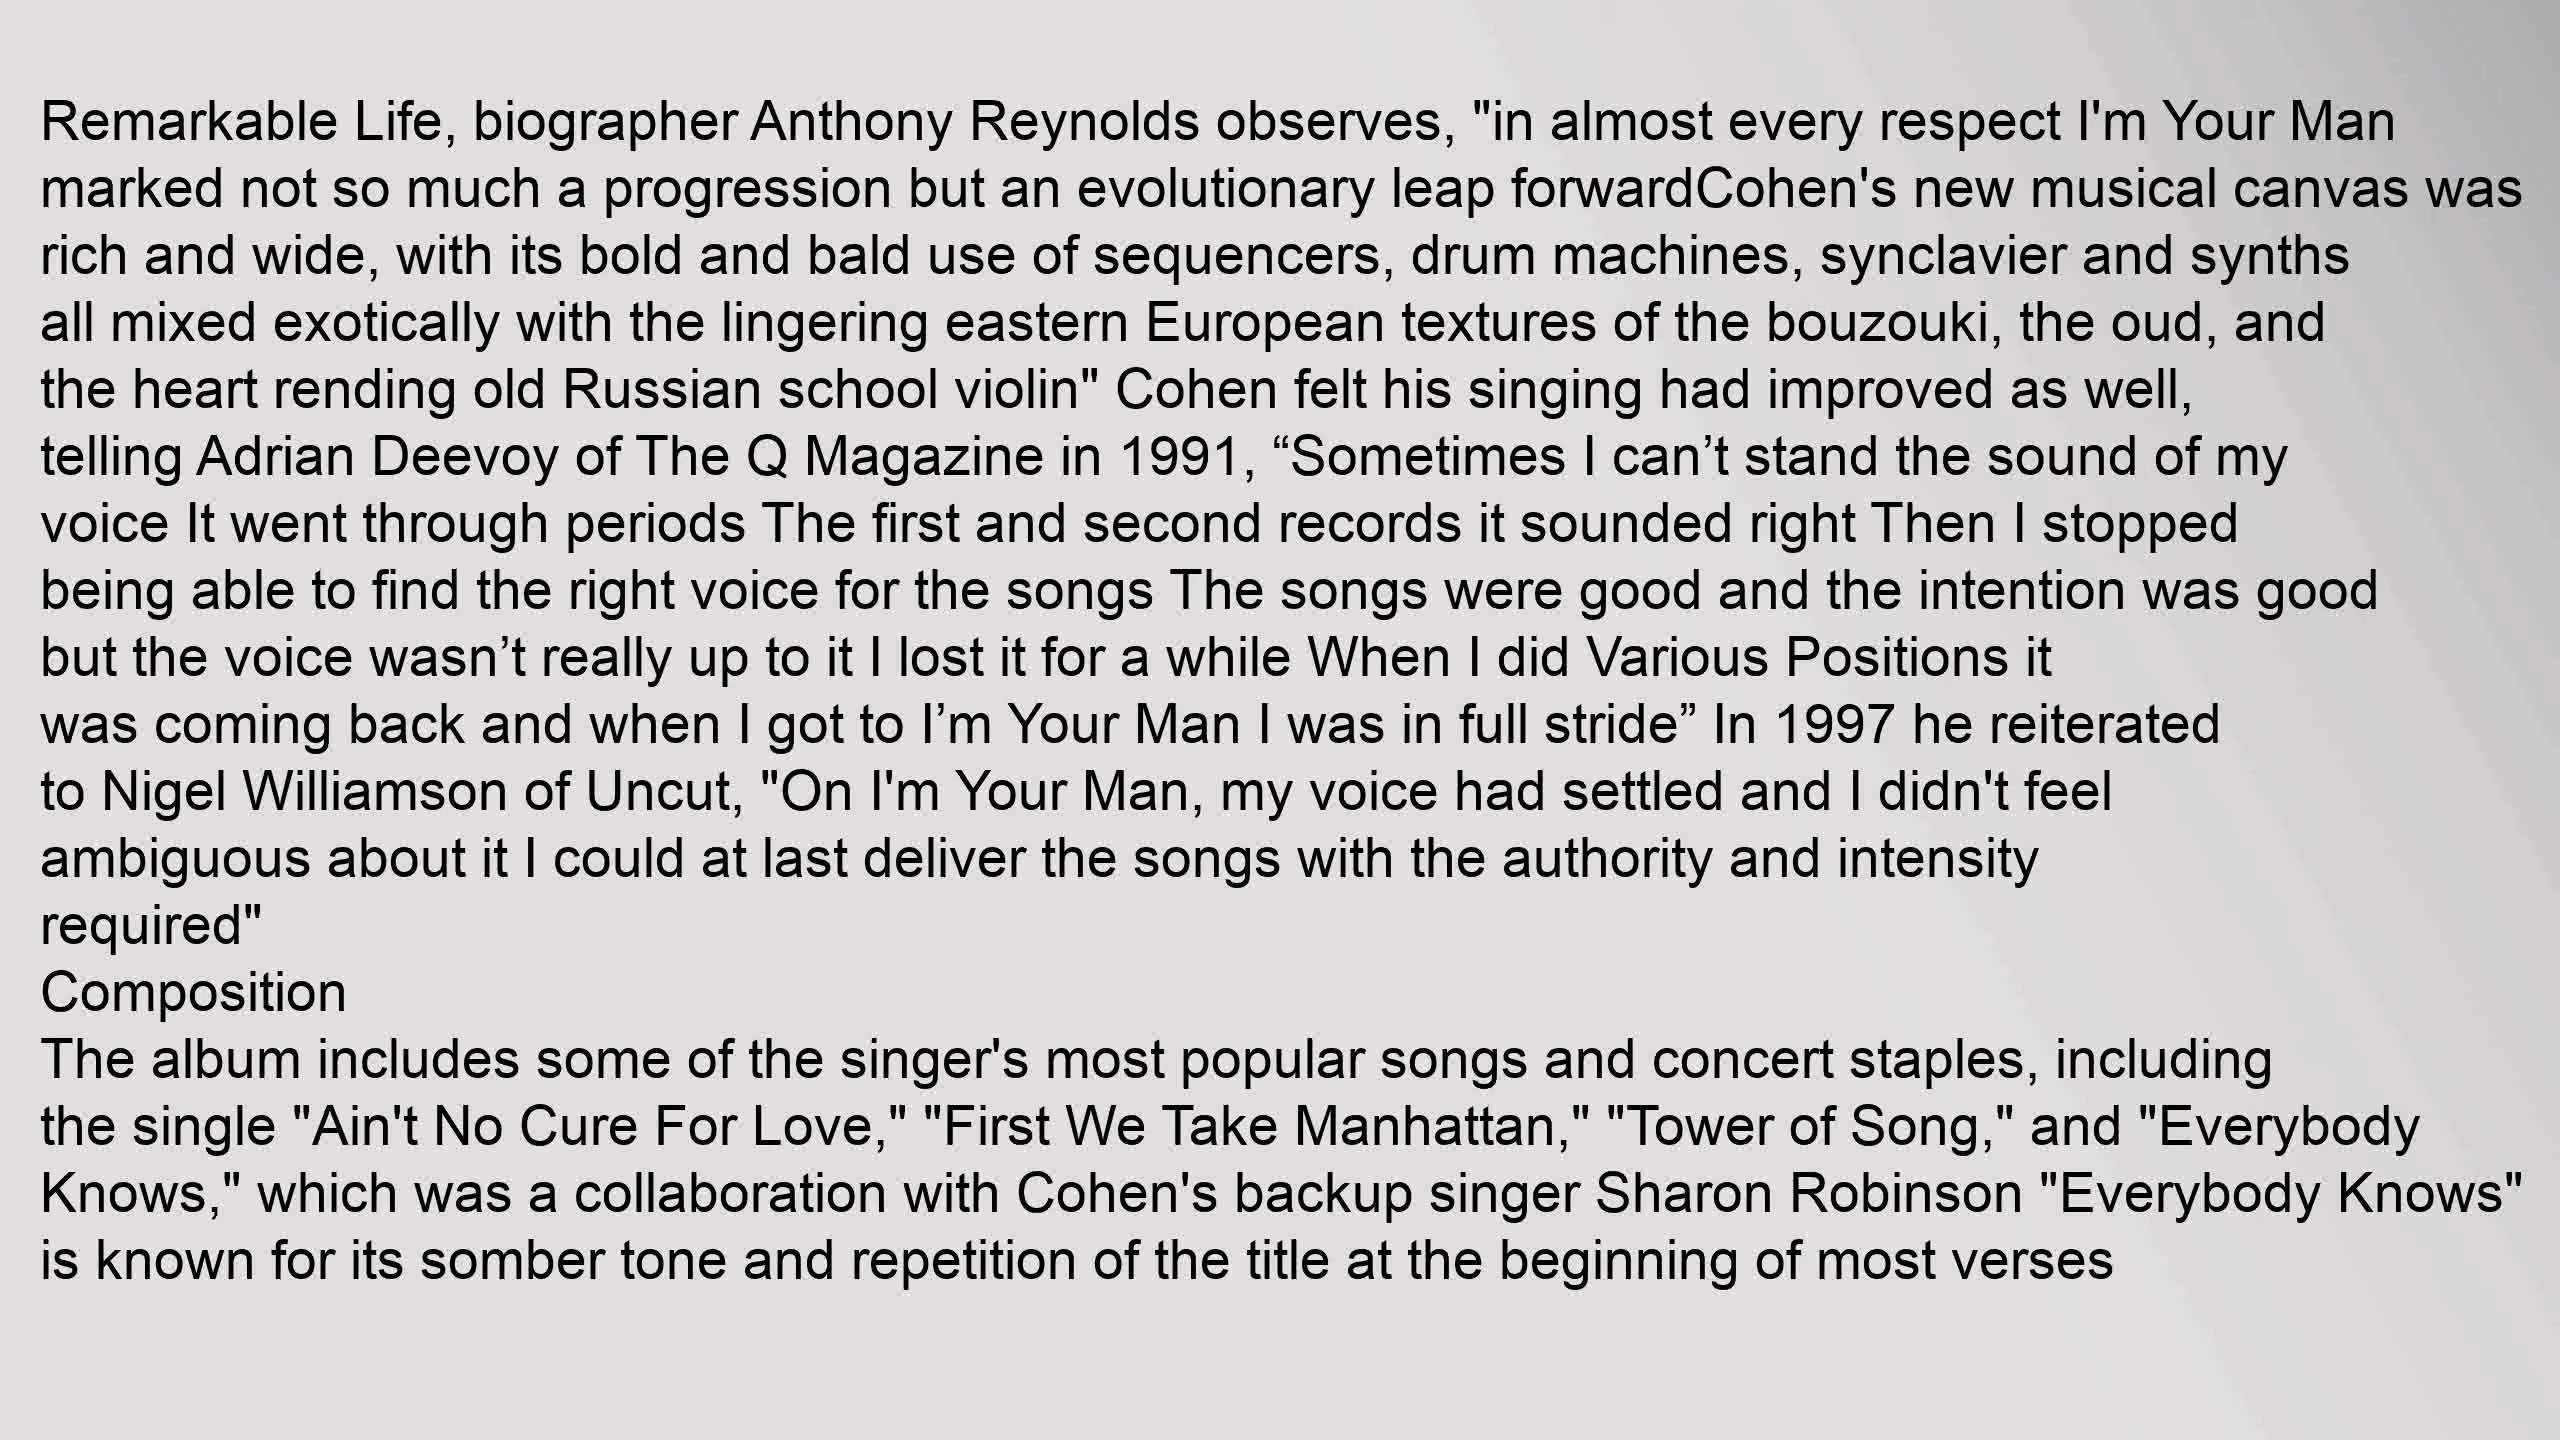 Remarkable Life, biographer Anthony Reynolds observes, "in almost every respect I'm Your Man
marked not so much a progression but an evolutionary leap forwardCohen's new musical canvas was
rich and wide, with its bold and bald use of sequencers, drum machines, synclavier and synths
all mixed exotically with the lingering eastern European textures of the bouzouki, the oud, and
the heart rending old Russian school violin" Cohen felt his singing had improved as well,
telling Adrian Deevoy of The Q Magazine in 1991, “Sometimes I can’t stand the sound of my
voice It went through periods The first and second records it sounded right Then I stopped
being able to find the right voice for the songs The songs were good and the intention was good
but the voice wasn’t really up to it I lost it for a while When I did Various Positions it
was coming back and when I got to I’m Your Man I was in full stride” In 1997 he reiterated
to Nigel Williamson of Uncut, "On I'm Your Man, my voice had settled and I didn't feel
ambiguous about it I could at last deliver the songs with the authority and intensity
required"
Composition
The album includes some of the singer's most popular songs and concert staples, including
the single "Ain't No Cure For Love," "First We Take Manhattan," "Tower of Song," and "Everybody
Knows," which was a collaboration with Cohen's backup singer Sharon Robinson "Everybody Knows"
is known for its somber tone and repetition of the title at the beginning of most verses